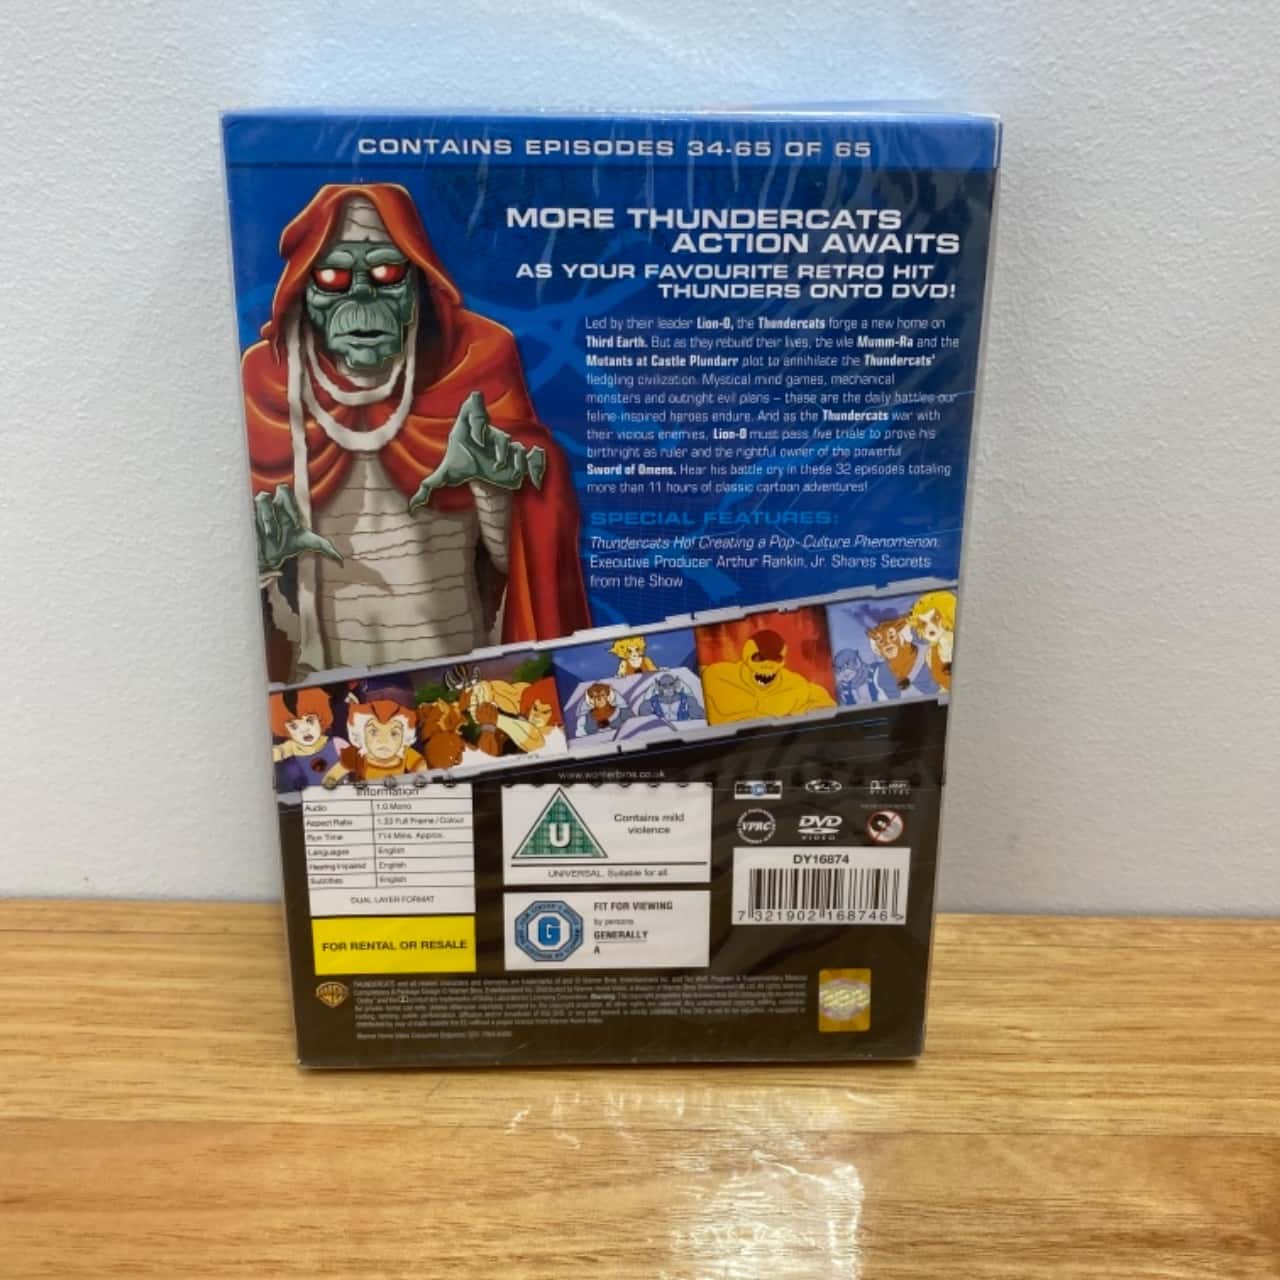 CONTAINS EPISODES 34-65 OF 65
MORE THUNDERCATS
ACTION AWAITS
AS YOUR FAVOURITE RETRO HIT
THUNDERS ONTO DVD!
Led by their leader Lion-O, the Thundercats forge a new home on
Third Earth. But as they rebuild their lives, the vile Mumm-Ra and the
Mutants at Castle Plundarr plot to annihilate the Thundercats'
fledgling civilization. Mystical mind games, mechanical
monsters and outright evil plans – these are the daily battles our
feline-inspired heroes endure. And as the Thundercats war with
their vicious enemies, Lion-O must pass five trials to prove his
birthright as ruler and the rightful owner of the powerful
Sword of Omens. Hear his battle cry in these 32 episodes totaling
more than 11 hours of classic cartoon adventures!
SPECIAL FEATURES:
Thundercats Ho! Creating a Pop-Culture Phenomenon:
Executive Producer Arthur Rankin, Jr. Shares Secrets
from the Show
www.warnerbros.co.uk
Information
Audio 1.0 Mono
Aspect Ratio 1.33 Full Frame / Colour
Run Time 714 Mins. Approx.
Languages English
Hearing Impaired English
Subtitles English
DUAL LAYER FORMAT
FOR RENTAL OR RESALE
U
Contains mild
violence
UNIVERSAL Suitable for all
G
FIT FOR VIEWING
by persons
GENERALLY
A
VPRC
DVD
VIDEO
DY16874
7 321902 168746 >